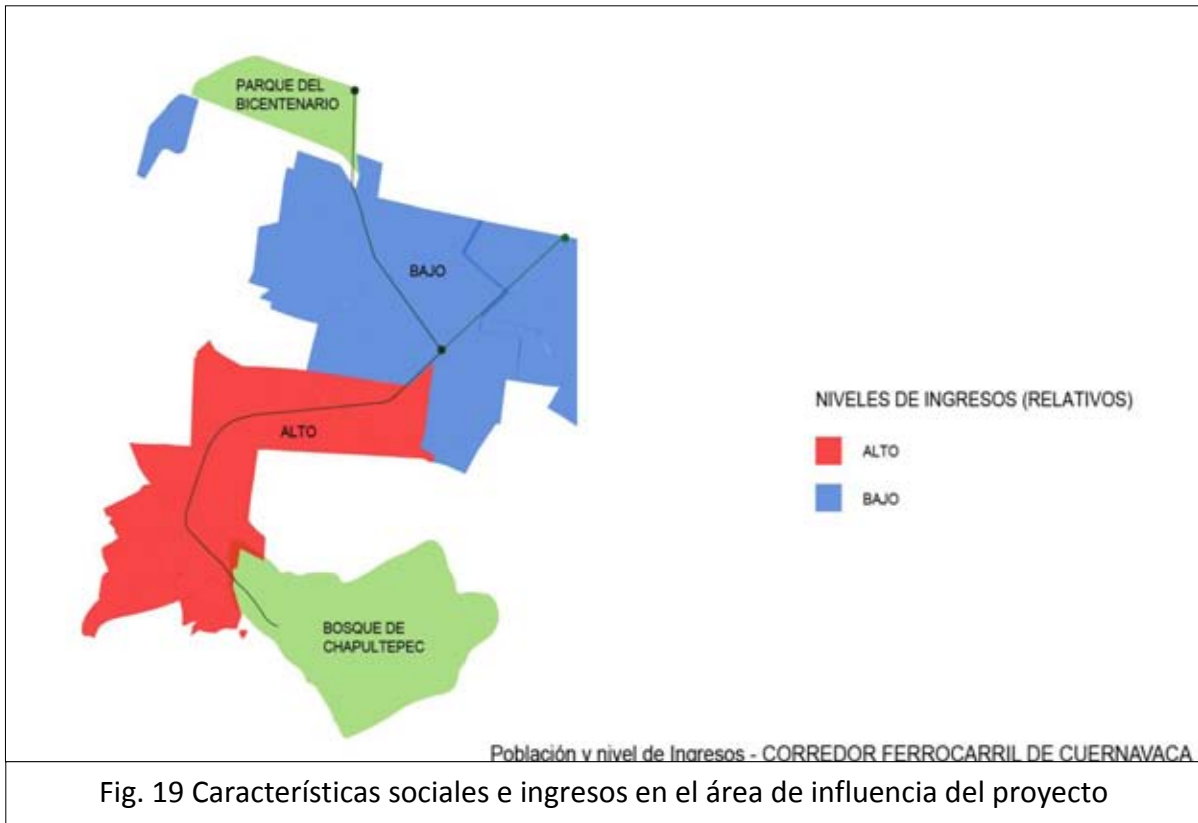 PARQUE DEL
BICENTENARIO
BAJO
ALTO
BOSQUE DE
CHAPULTEPEC
NIVELES DE INGRESOS (RELATIVOS)
ALTO
BAJO
Población y nivel de Ingresos - CORREDOR FERROCARRIL DE CUERNAVACA
Fig. 19 Características sociales e ingresos en el área de influencia del proyecto